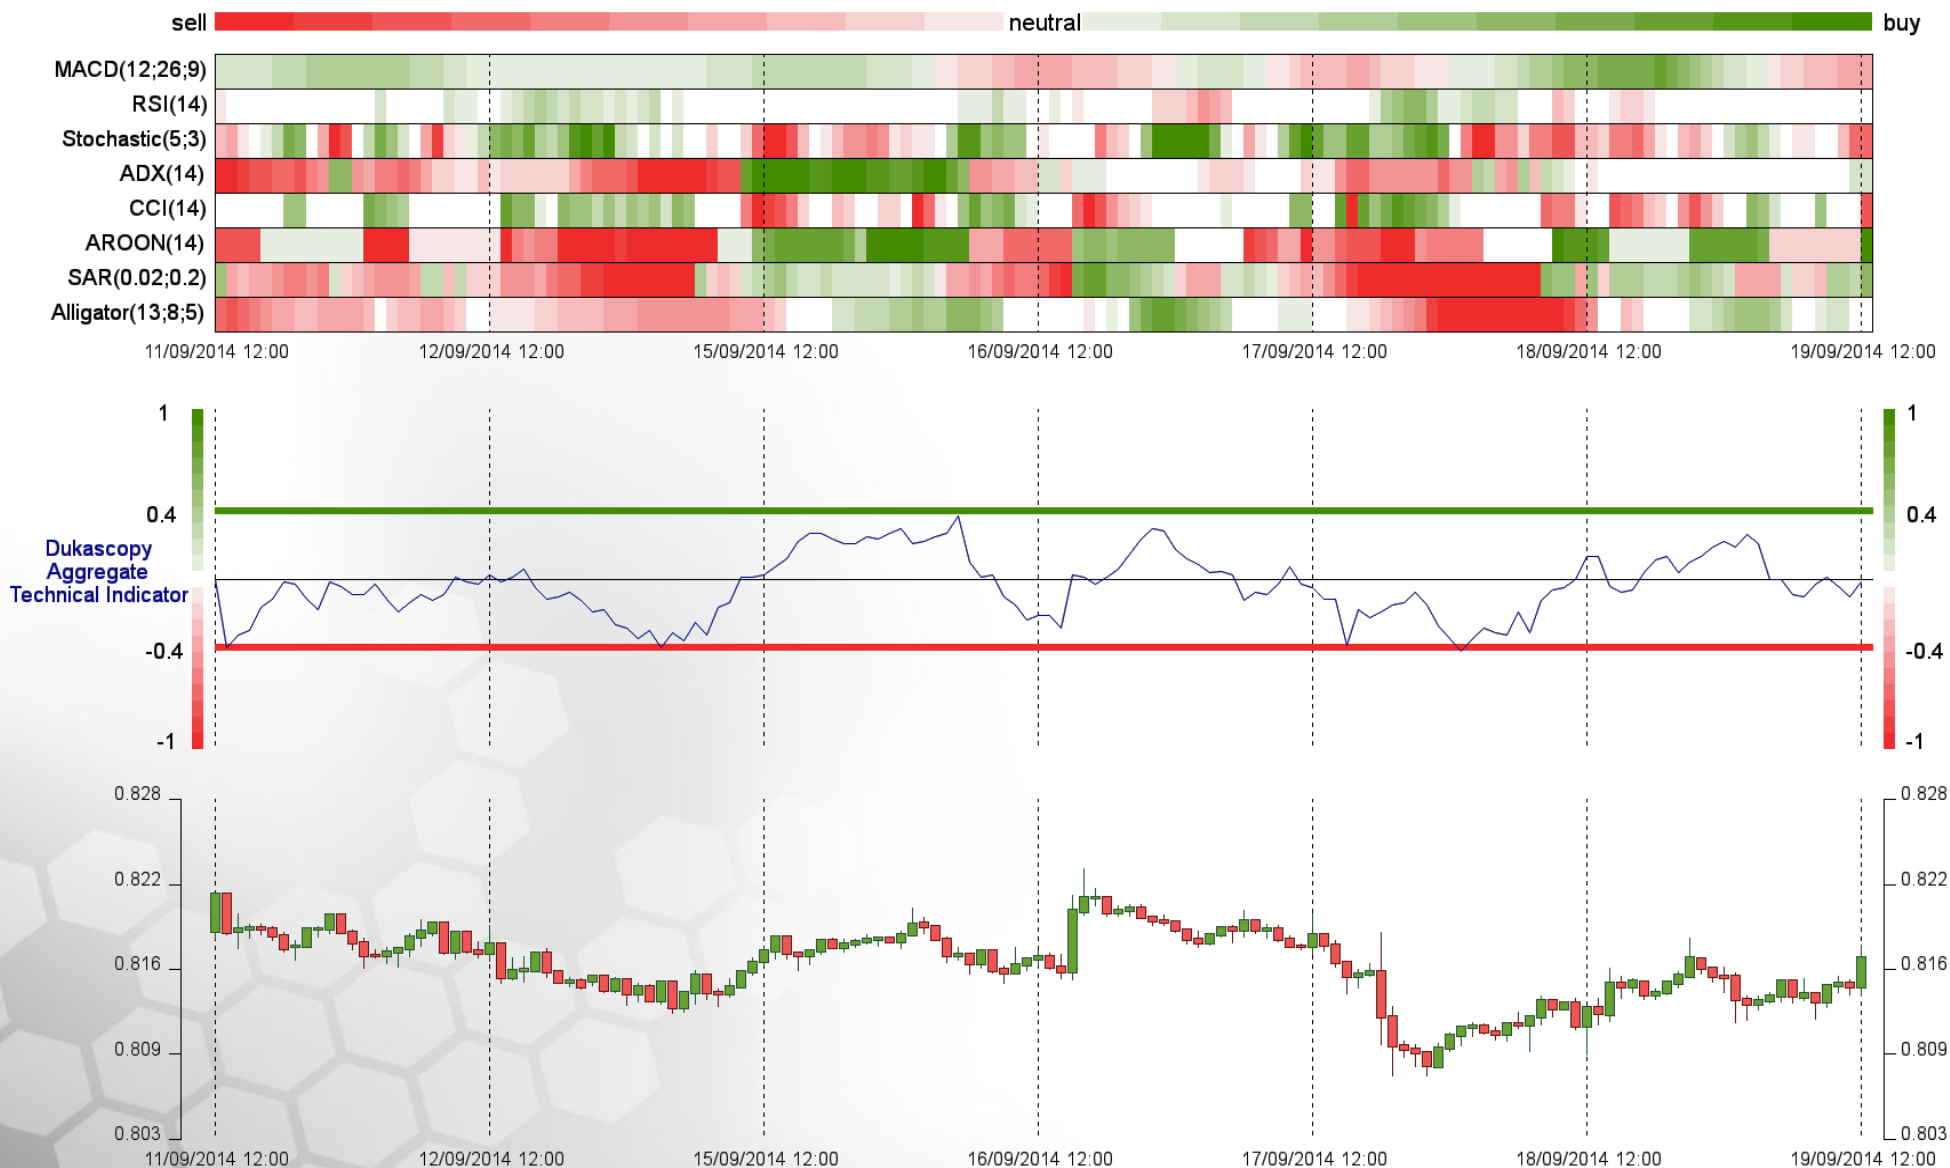 sell neutral buy
MACD(12;26;9)
RSI(14)
Stochastic(5;3)
ADX(14)
CCI(14)
AROON(14)
SAR(0.02;0.2)
Alligator(13;8;5)
11/09/2014 12:00 12/09/2014 12:00 15/09/2014 12:00 16/09/2014 12:00 17/09/2014 12:00 18/09/2014 12:00 19/09/2014 12:00
1 1
0.4 0.4
Dukascopy
Aggregate
Technical Indicator
-0.4 -0.4
-1 -1
0.828 0.828
0.822 0.822
0.816 0.816
0.809 0.809
0.803 0.803
11/09/2014 12:00 12/09/2014 12:00 15/09/2014 12:00 16/09/2014 12:00 17/09/2014 12:00 18/09/2014 12:00 19/09/2014 12:00